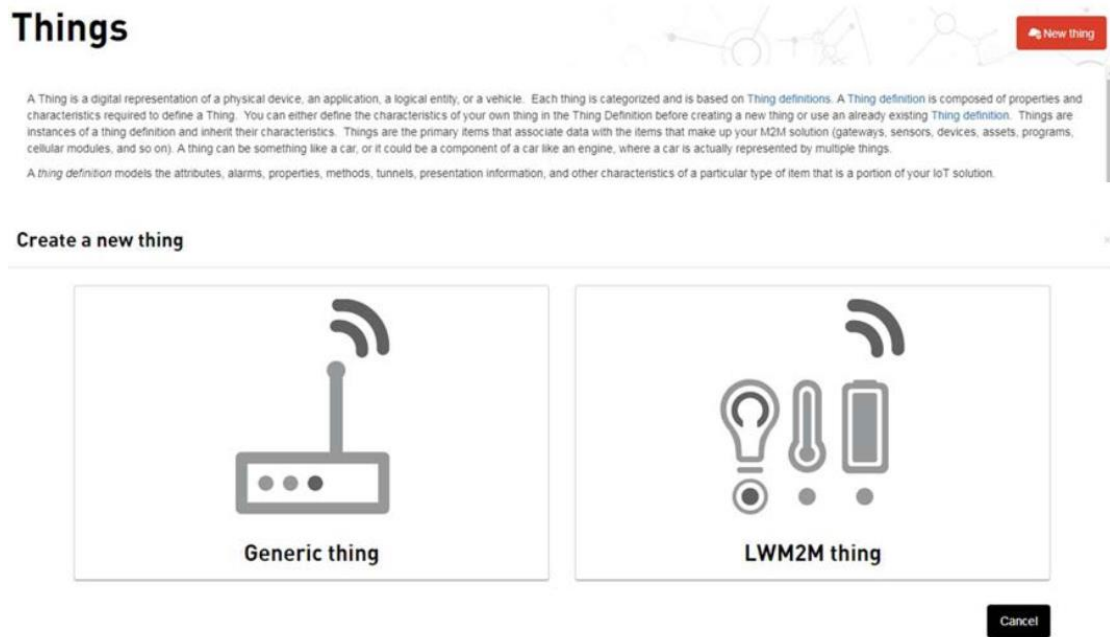 Things
New thing
A Thing is a digital representation of a physical device, an application, a logical entity, or a vehicle. Each thing is categorized and is based on Thing definitions. A Thing definition is composed of properties and
characteristics required to define a Thing. You can either define the characteristics of your own thing in the Thing Definition before creating a new thing or use an already existing Thing definition. Things are
instances of a thing definition and inherit their characteristics. Things are the primary items that associate data with the items that make up your M2M solution (gateways, sensors, devices, assets, programs,
cellular modules, and so on). A thing can be something like a car, or it could be a component of a car like an engine, where a car is actually represented by multiple things.
A thing definition models the attributes, alarms, properties, methods, tunnels, presentation information, and other characteristics of a particular type of item that is a portion of your IoT solution.
Create a new thing
Generic thing
LWM2M thing
Cancel